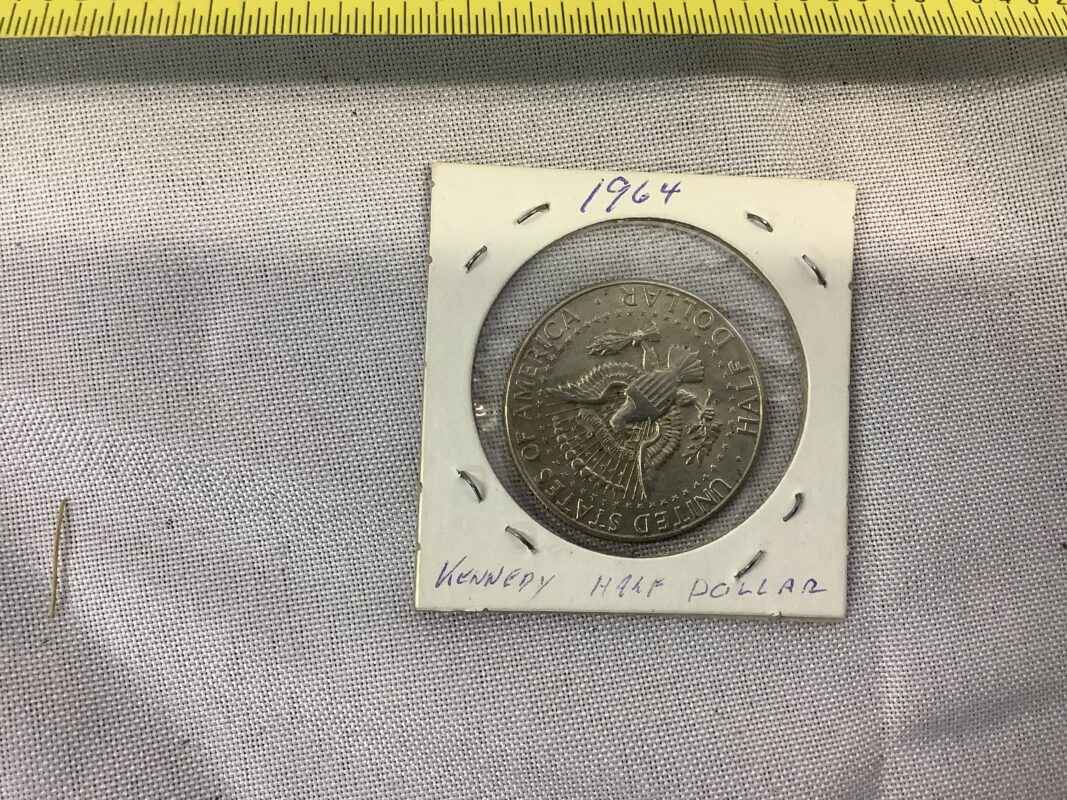 1964
UNITED STATES OF AMERICA
HALF DOLLAR
KENNEDY HALF DOLLAR